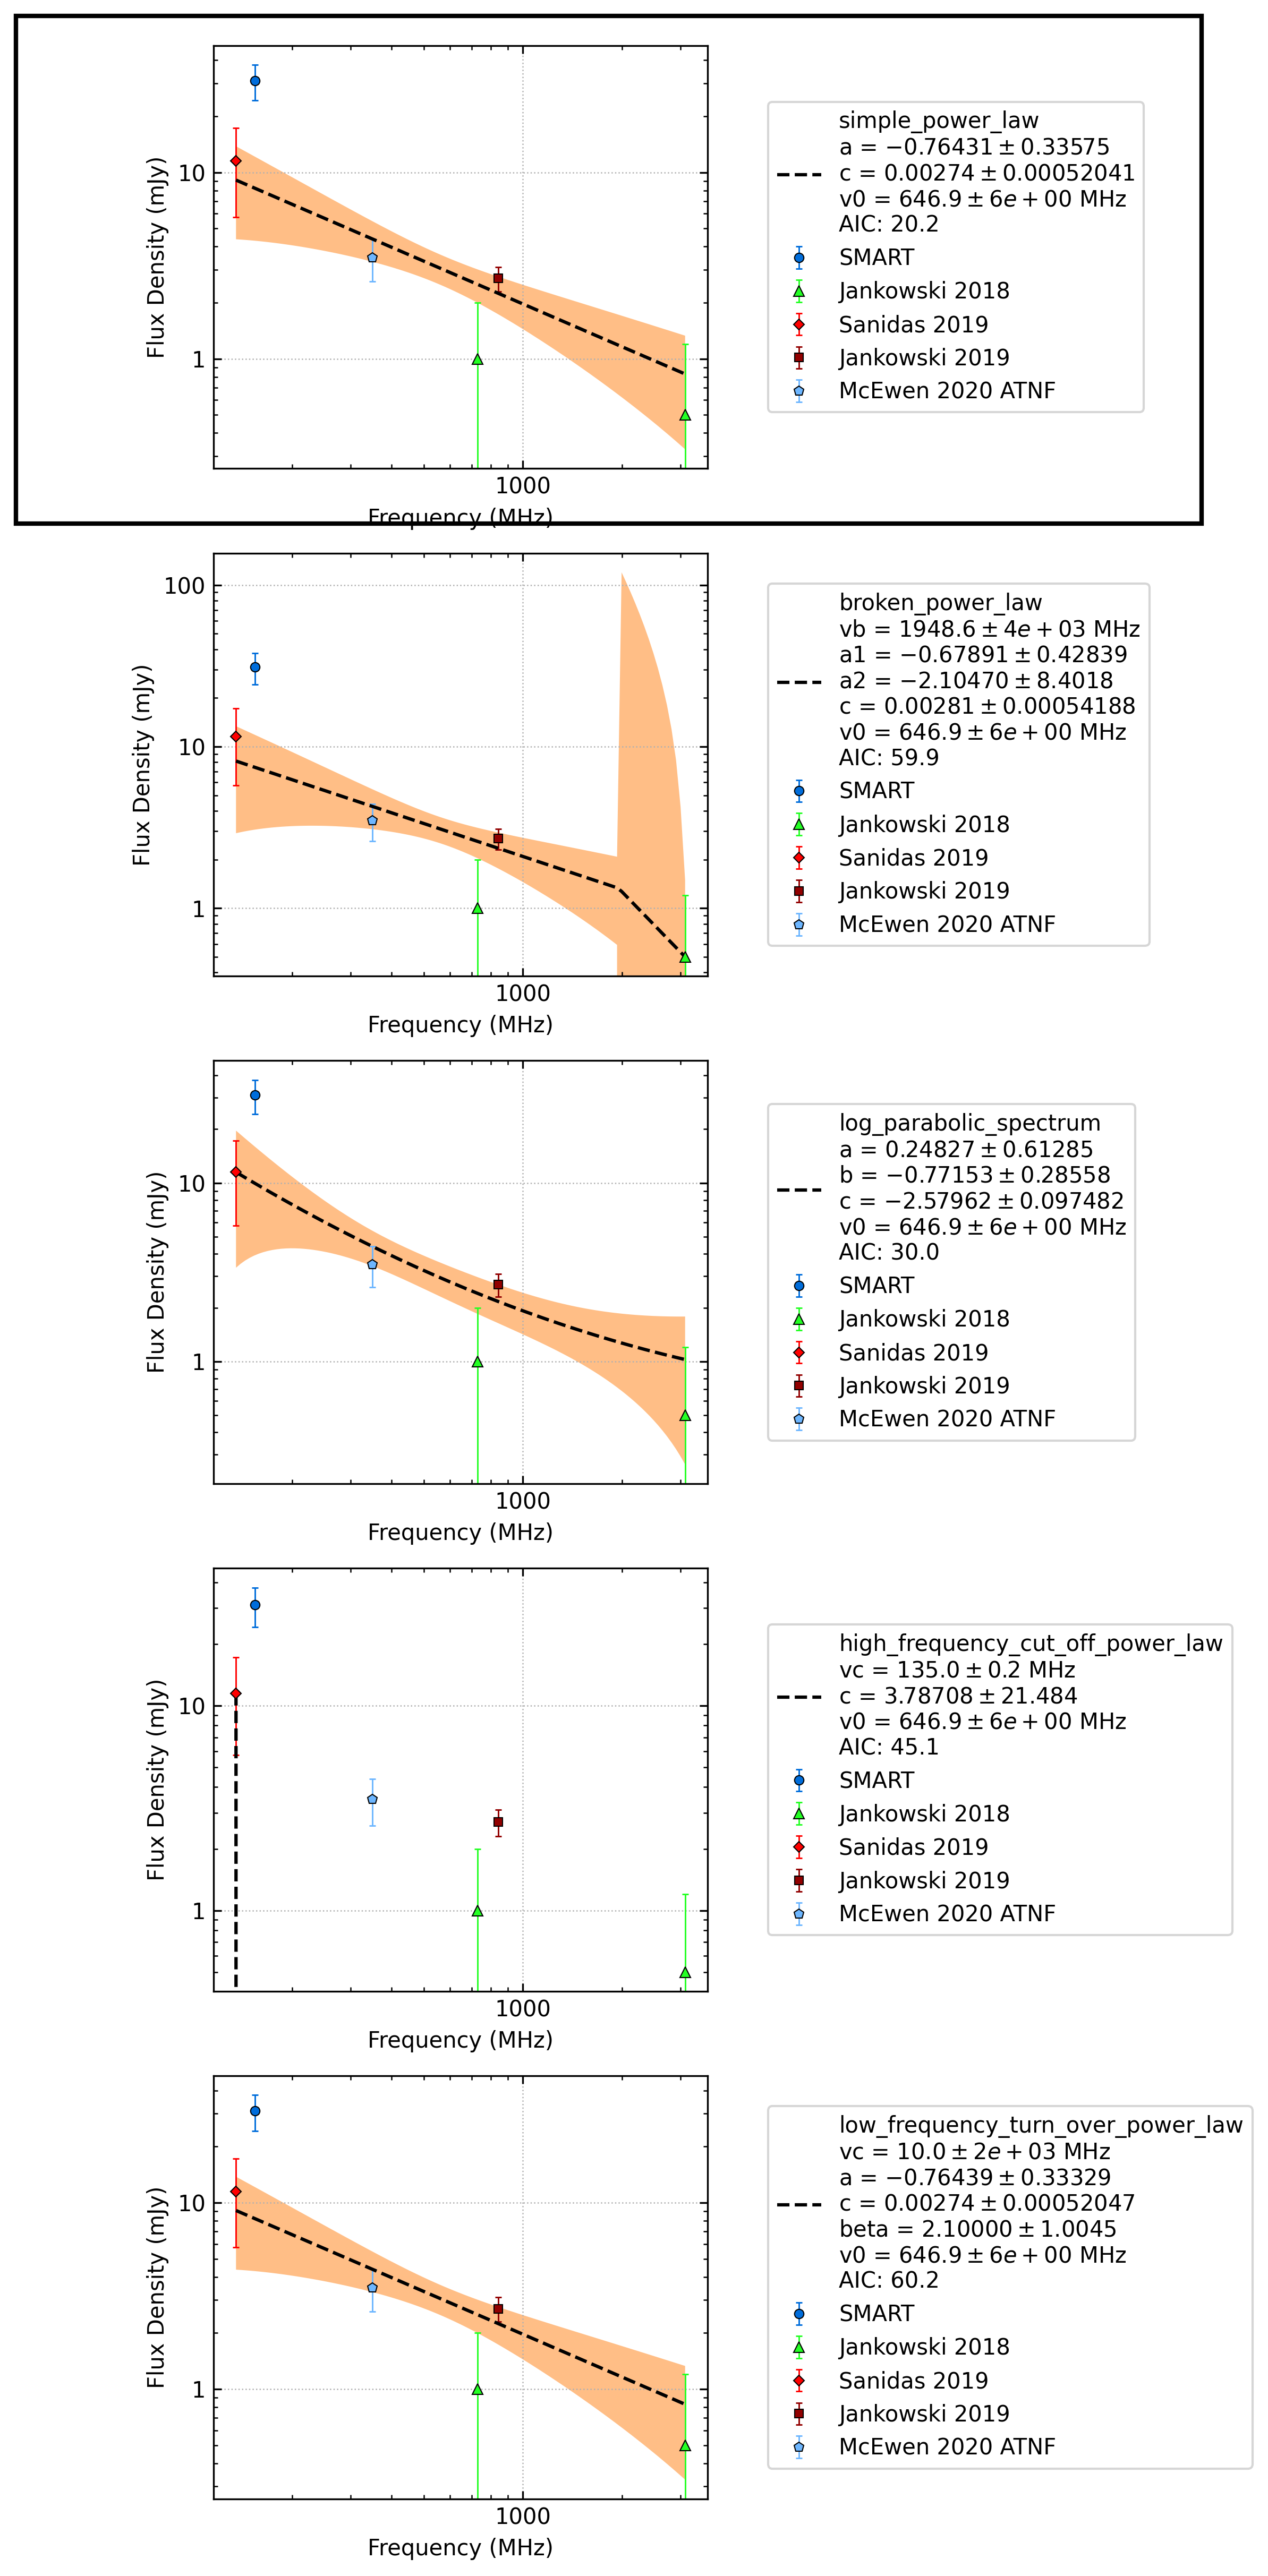 10
1
Flux Density (mJy)
1000
Frequency (MHz)
simple_power_law
a = −0.76431 ± 0.33575
c = 0.00274 ± 0.00052041
v0 = 646.9 ± 6e + 00 MHz
AIC: 20.2
SMART
Jankowski 2018
Sanidas 2019
Jankowski 2019
McEwen 2020 ATNF
100
10
1
Flux Density (mJy)
1000
Frequency (MHz)
broken_power_law
vb = 1948.6 ± 4e + 03 MHz
a1 = −0.67891 ± 0.42839
a2 = −2.10470 ± 8.4018
c = 0.00281 ± 0.00054188
v0 = 646.9 ± 6e + 00 MHz
AIC: 59.9
SMART
Jankowski 2018
Sanidas 2019
Jankowski 2019
McEwen 2020 ATNF
10
1
Flux Density (mJy)
1000
Frequency (MHz)
log_parabolic_spectrum
a = 0.24827 ± 0.61285
b = −0.77153 ± 0.28558
c = −2.57962 ± 0.097482
v0 = 646.9 ± 6e + 00 MHz
AIC: 30.0
SMART
Jankowski 2018
Sanidas 2019
Jankowski 2019
McEwen 2020 ATNF
10
1
Flux Density (mJy)
1000
Frequency (MHz)
high_frequency_cut_off_power_law
vc = 135.0 ± 0.2 MHz
c = 3.78708 ± 21.484
v0 = 646.9 ± 6e + 00 MHz
AIC: 45.1
SMART
Jankowski 2018
Sanidas 2019
Jankowski 2019
McEwen 2020 ATNF
10
1
Flux Density (mJy)
1000
Frequency (MHz)
low_frequency_turn_over_power_law
vc = 10.0 ± 2e + 03 MHz
a = −0.76439 ± 0.33329
c = 0.00274 ± 0.00052047
beta = 2.10000 ± 1.0045
v0 = 646.9 ± 6e + 00 MHz
AIC: 60.2
SMART
Jankowski 2018
Sanidas 2019
Jankowski 2019
McEwen 2020 ATNF